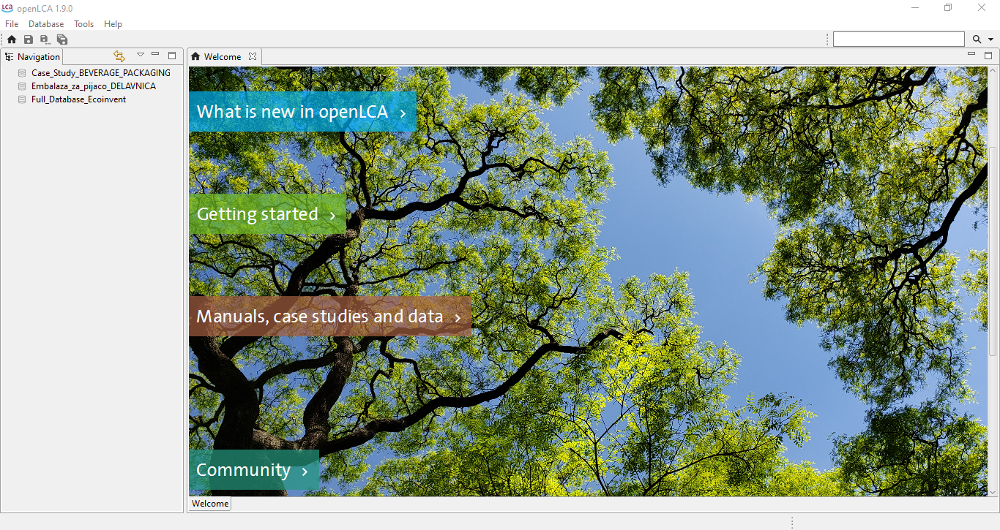 LCA openLCA 1.9.0
File Database Tools Help
Navigation
Case_Study_BEVERAGE_PACKAGING
Embalaza_za_pijaco_DELAVNICA
Full_Database_Ecoinvent
Welcome
What is new in openLCA ›
Getting started ›
Manuals, case studies and data ›
Community ›
Welcome